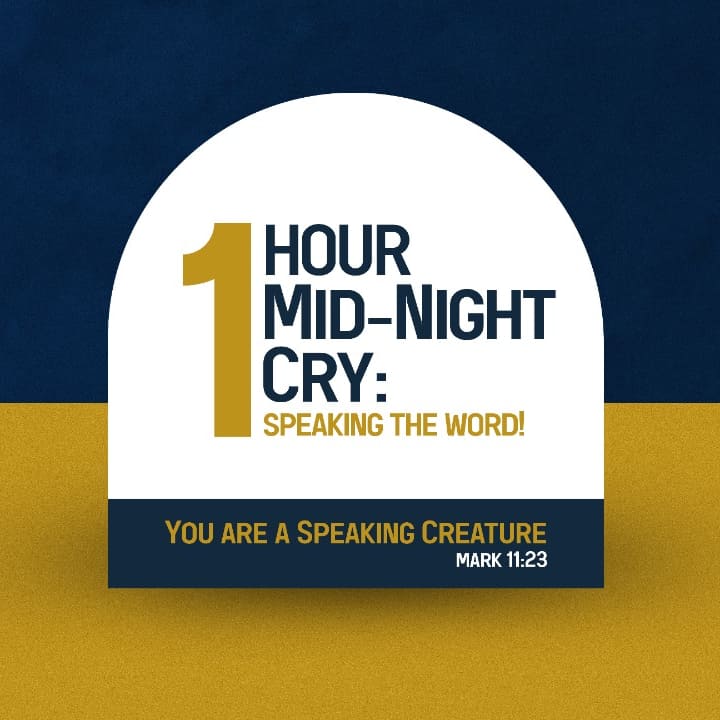 1 HOUR
MID-NIGHT
CRY:
SPEAKING THE WORD!
YOU ARE A SPEAKING CREATURE
MARK 11:23